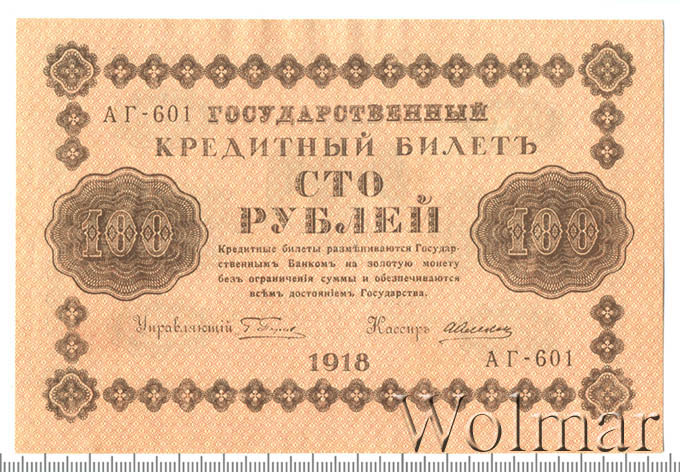 АГ-601 ГОСУДАРСТВЕННЫЙ
КРЕДИТНЫЙ БИЛЕТЪ
СТО
РУБЛЕЙ
100
100
Кредитные билеты размѣниваются Государ-
ственнымъ Банкомъ на золотую монету
безъ ограниченія суммы и обезпечиваются
всѣмъ достояніемъ Государства.
Управляющій
Кассиръ
1918
АГ-601
Wolmar